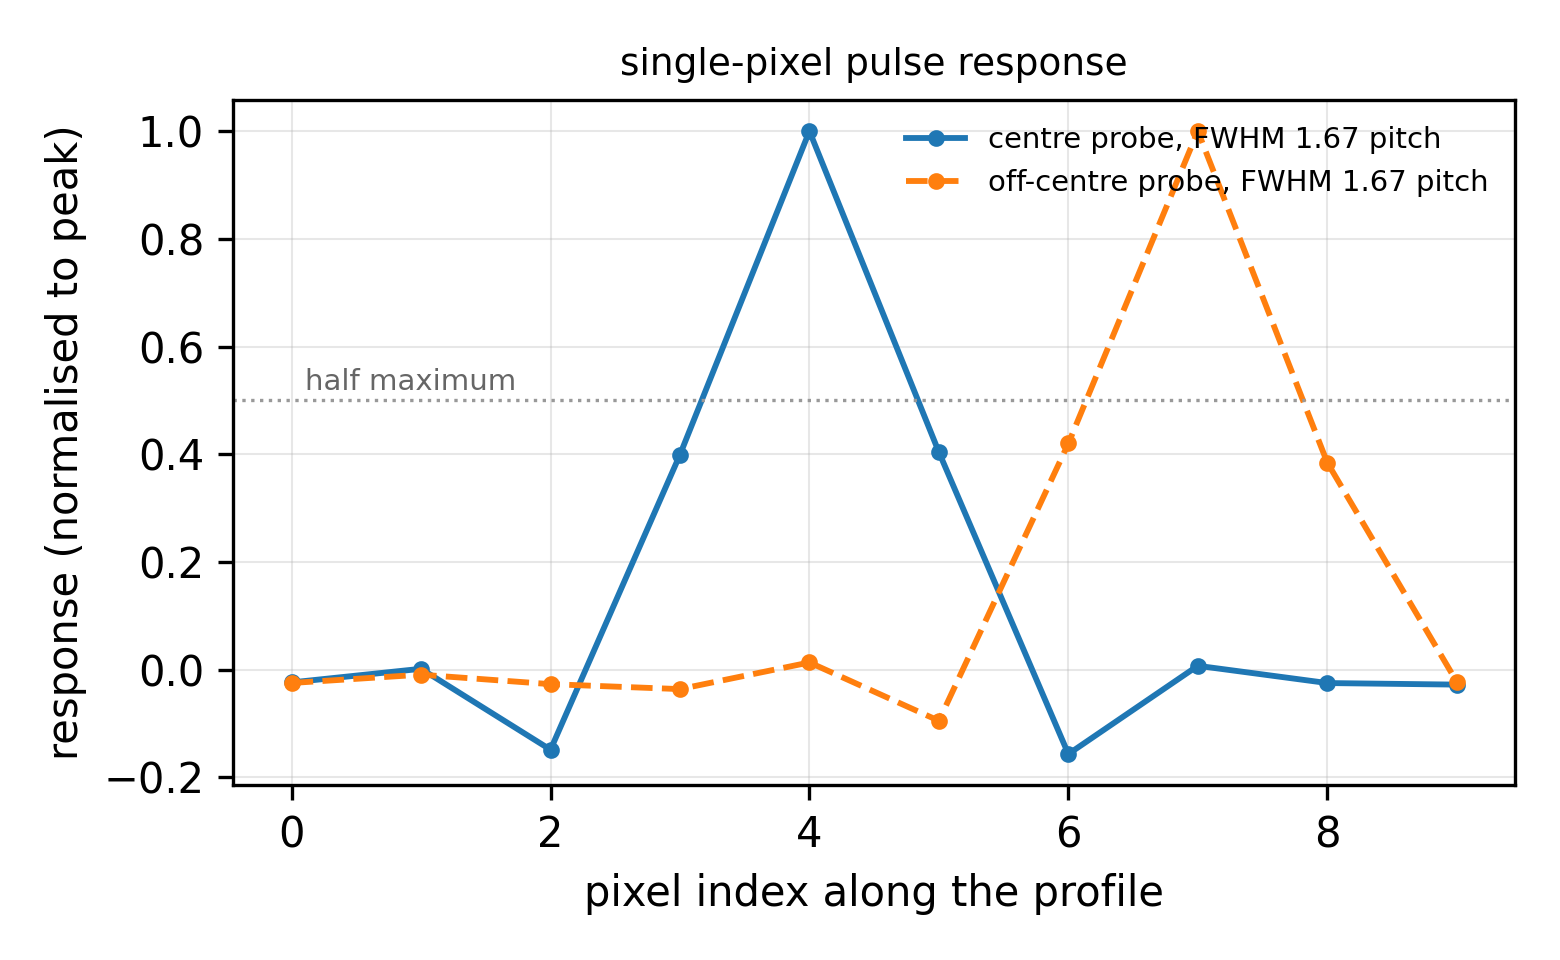 single-pixel pulse response
centre probe, FWHM 1.67 pitch
off-centre probe, FWHM 1.67 pitch
half maximum
response (normalised to peak)
1.0
0.8
0.6
0.4
0.2
0.0
−0.2
0 2 4 6 8
pixel index along the profile